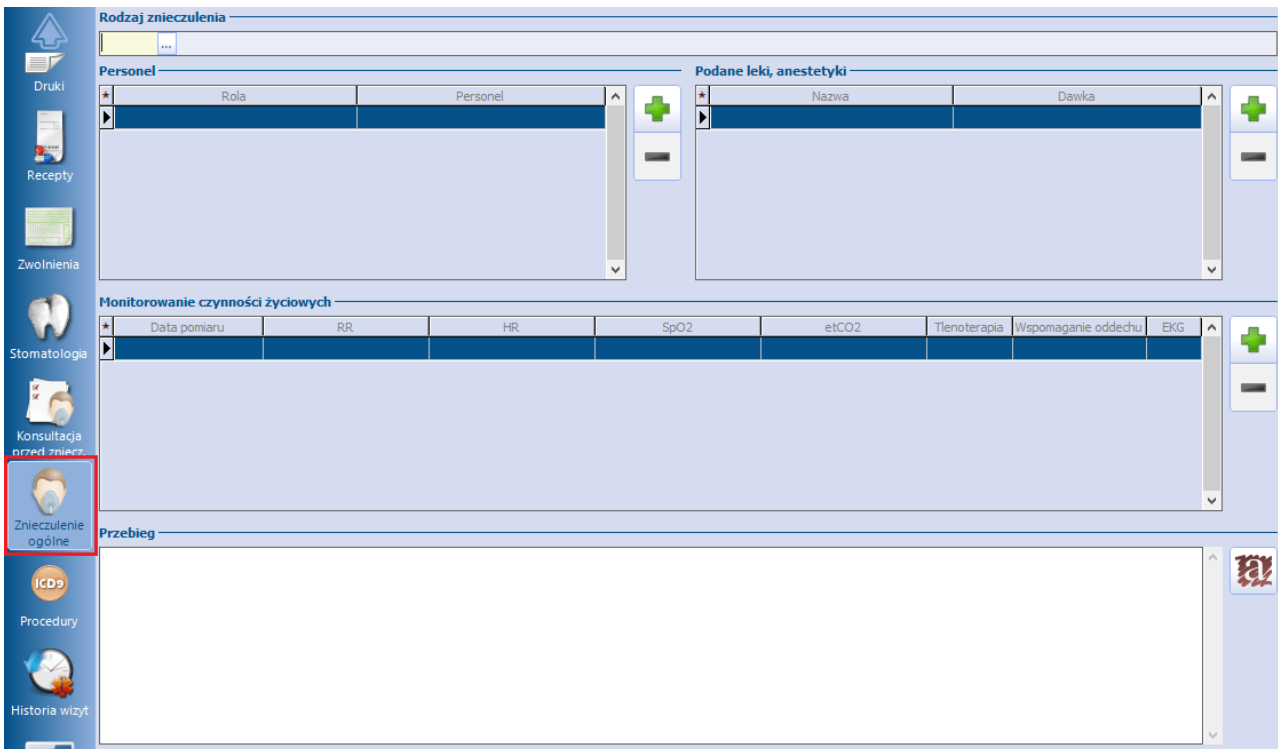 Druki
Recepty
Zwolnienia
Stomatologia
Konsultacja
przed zniecz.
Znieczulenie
ogólne
ICD9
Procedury
Historia wizyt
Rodzaj znieczulenia
...
Personel
* Rola Personel
Podane leki, anestetyki
* Nazwa Dawka
Monitorowanie czynności życiowych
* Data pomiaru RR HR SpO2 etCO2 Tlenoterapia Wspomaganie oddechu EKG
Przebieg
a